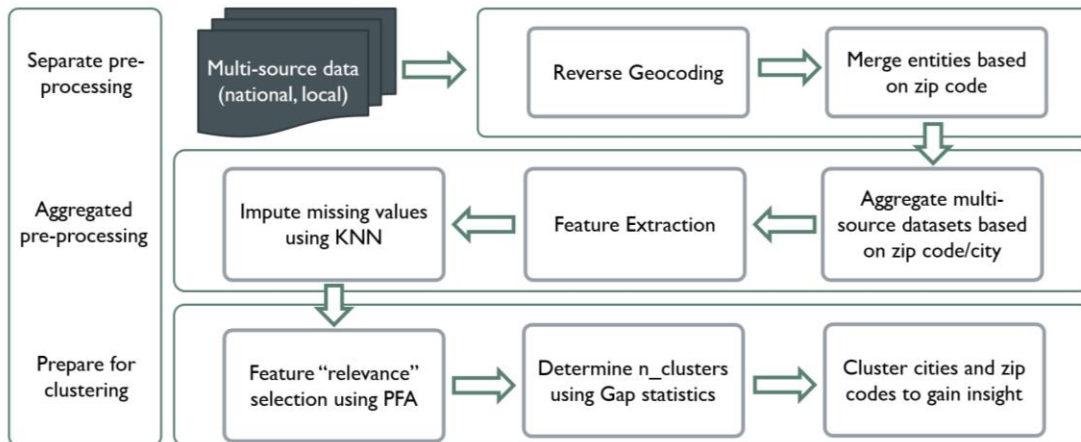 Separate pre-
processing
Multi-source data
(national, local)
Reverse Geocoding
Merge entities based
on zip code
Aggregated
pre-processing
Impute missing values
using KNN
Feature Extraction
Aggregate multi-
source datasets based
on zip code/city
Prepare for
clustering
Feature “relevance”
selection using PFA
Determine n_clusters
using Gap statistics
Cluster cities and zip
codes to gain insight